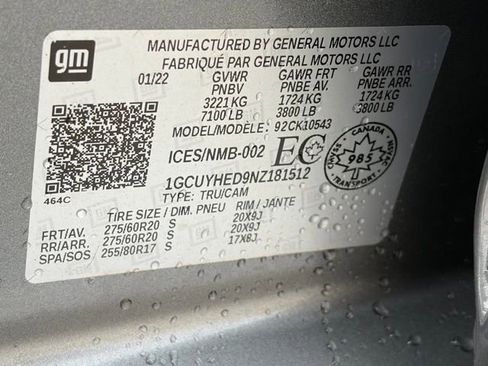 gm
MANUFACTURED BY GENERAL MOTORS LLC
FABRIQUÉ PAR GENERAL MOTORS LLC
01/22 GVWR GAWR FRT GAWR RR
PNBV PNBE AV. PNBE ARR.
3221 KG 1724 KG 1724 KG
7100 LB 3800 LB 3800 LB
MODEL/MODÈLE: 92CK10543
464C
ICES/NMB-002 EC
CANADA
985
1GCUYHED9NZ181512
TYPE: TRU/CAM
TIRE SIZE / DIM. PNEU RIM / JANTE
FRT/AV. 275/60R20 S 20X9J
RR/ARR. 275/60R20 S 20X9J
SPA/SOS 255/80R17 S 17X8J